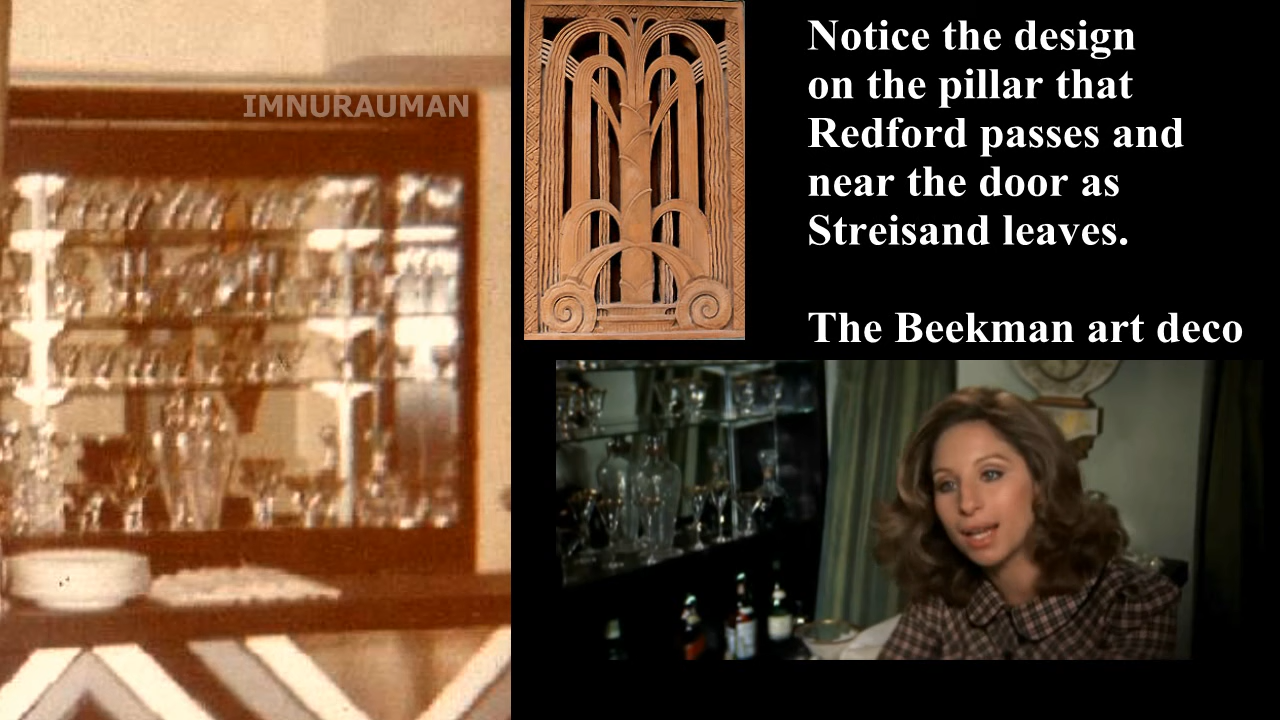 IMNURAUMAN
Notice the design
on the pillar that
Redford passes and
near the door as
Streisand leaves.
The Beekman art deco